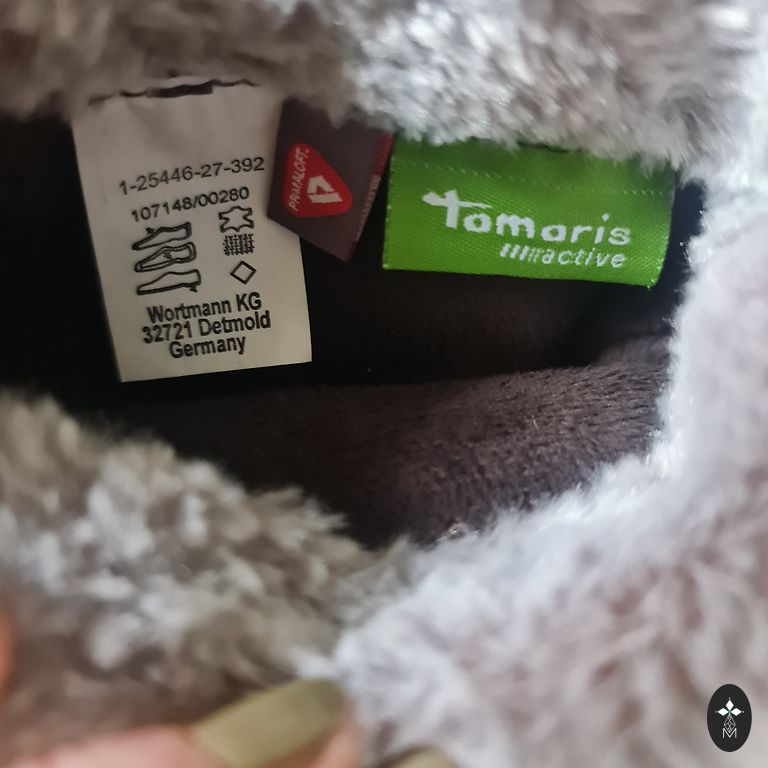 1-25446-27-392
107148/00280
Wortmann KG
32721 Detmold
Germany
PRIMALOFT
tamaris
active
M